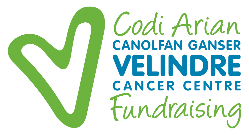 Codi Arian
CANOLFAN GANSER
VELINDRE
CANCER CENTRE
Fundraising